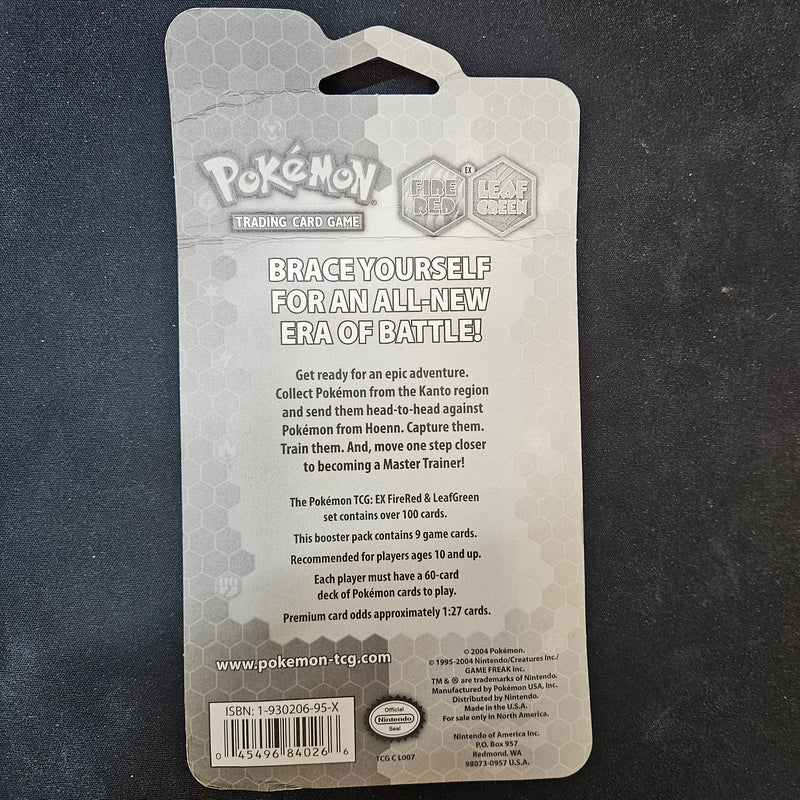 POKéMON®
TRADING CARD GAME
EX
FIRE
RED
LEAF
GREEN
BRACE YOURSELF
FOR AN ALL-NEW
ERA OF BATTLE!
Get ready for an epic adventure.
Collect Pokémon from the Kanto region
and send them head-to-head against
Pokémon from Hoenn. Capture them.
Train them. And, move one step closer
to becoming a Master Trainer!
The Pokémon TCG: EX FireRed & LeafGreen
set contains over 100 cards.
This booster pack contains 9 game cards.
Recommended for players ages 10 and up.
Each player must have a 60-card
deck of Pokémon cards to play.
Premium card odds approximately 1:27 cards.
www.pokemon-tcg.com
ISBN: 1-930206-95-X
0 45496 84026 6
Official
Nintendo
Seal
TCG C L007
© 2004 Pokémon.
© 1995-2004 Nintendo/Creatures Inc./
GAME FREAK inc.
TM & ® are trademarks of Nintendo.
Manufactured by Pokémon USA, Inc.
Distributed by Nintendo.
Made in the U.S.A.
For sale only in North America.
Nintendo of America Inc.
P.O. Box 957
Redmond, WA
98073-0957 U.S.A.